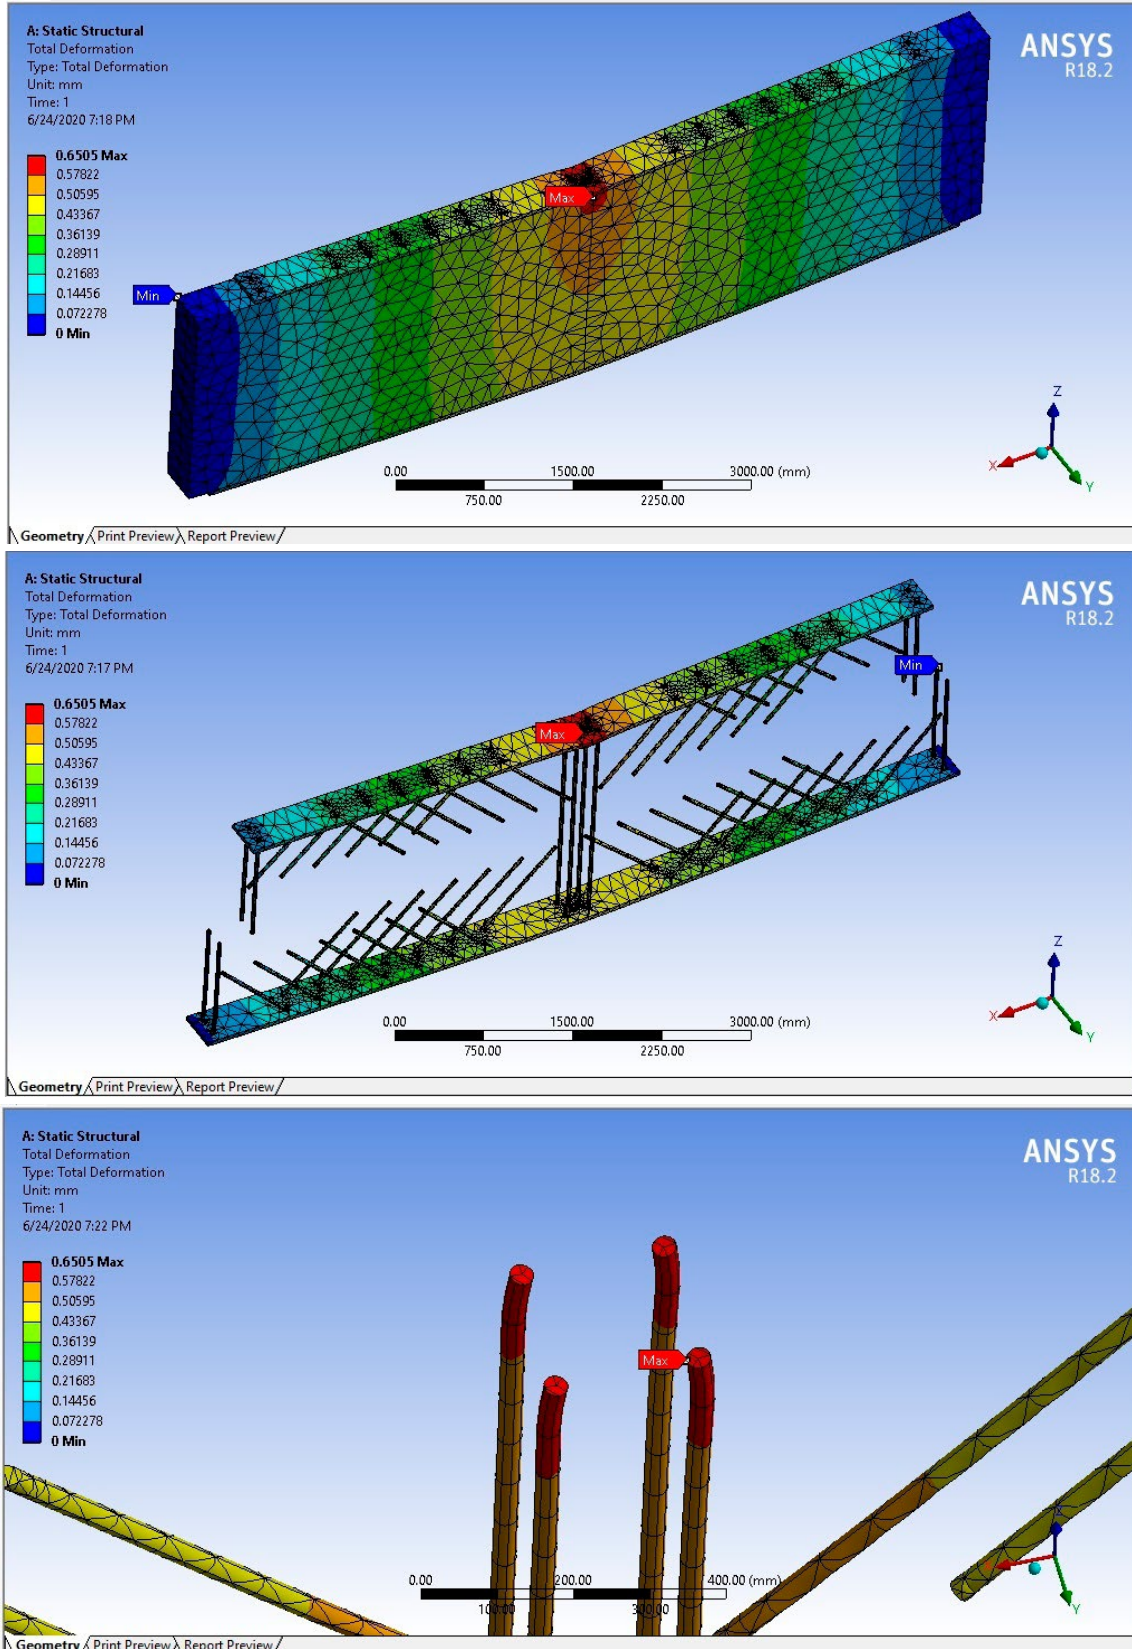 A: Static Structural
Total Deformation
Type: Total Deformation
Unit: mm
Time: 1
6/24/2020 7:18 PM
ANSYS
R18.2
0.6505 Max
0.57822
0.50595
0.43367
0.36139
0.28911
0.21683
0.14456
0.072278
0 Min
Max
Min
Z
X
Y
0.00 1500.00 3000.00 (mm)
750.00 2250.00
Geometry Print Preview Report Preview
A: Static Structural
Total Deformation
Type: Total Deformation
Unit: mm
Time: 1
6/24/2020 7:17 PM
ANSYS
R18.2
0.6505 Max
0.57822
0.50595
0.43367
0.36139
0.28911
0.21683
0.14456
0.072278
0 Min
Min
Max
Z
X
Y
0.00 1500.00 3000.00 (mm)
750.00 2250.00
Geometry Print Preview Report Preview
A: Static Structural
Total Deformation
Type: Total Deformation
Unit: mm
Time: 1
6/24/2020 7:22 PM
ANSYS
R18.2
0.6505 Max
0.57822
0.50595
0.43367
0.36139
0.28911
0.21683
0.14456
0.072278
0 Min
Max
Y
0.00 200.00 400.00 (mm)
100.00 300.00
Geometry Print Preview Report Preview